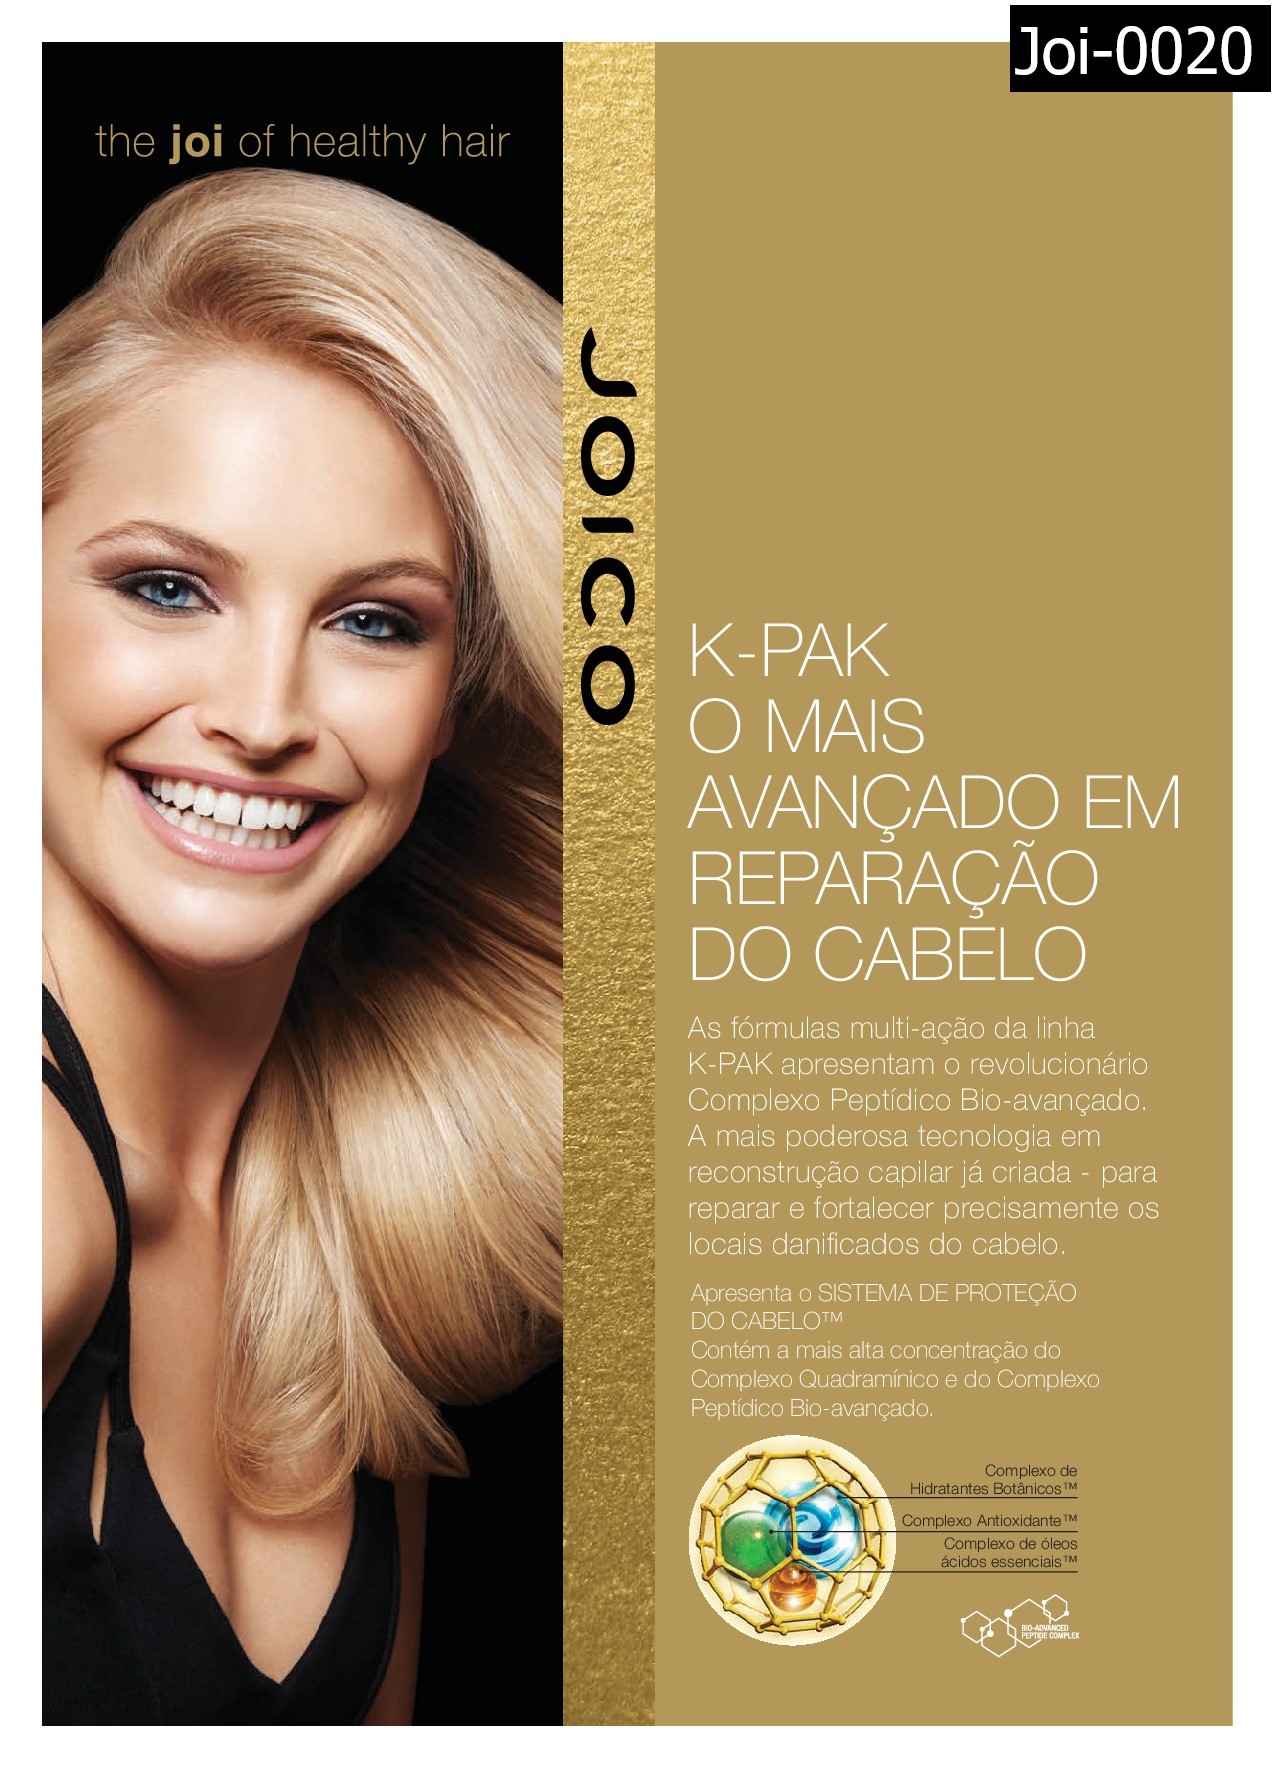 Joi-0020
the joi of healthy hair
JOICO
K-PAK
O MAIS
AVANÇADO EM
REPARAÇÃO
DO CABELO
As fórmulas multi-ação da linha
K-PAK apresentam o revolucionário
Complexo Peptídico Bio-avançado.
A mais poderosa tecnologia em
reconstrução capilar já criada - para
reparar e fortalecer precisamente os
locais danificados do cabelo.
Apresenta o SISTEMA DE PROTEÇÃO
DO CABELO™
Contém a mais alta concentração do
Complexo Quadramínico e do Complexo
Peptídico Bio-avançado.
Complexo de
Hidratantes Botânicos™
Complexo Antioxidante™
Complexo de óleos
ácidos essenciais™
BIO-ADVANCED
PEPTIDE COMPLEX